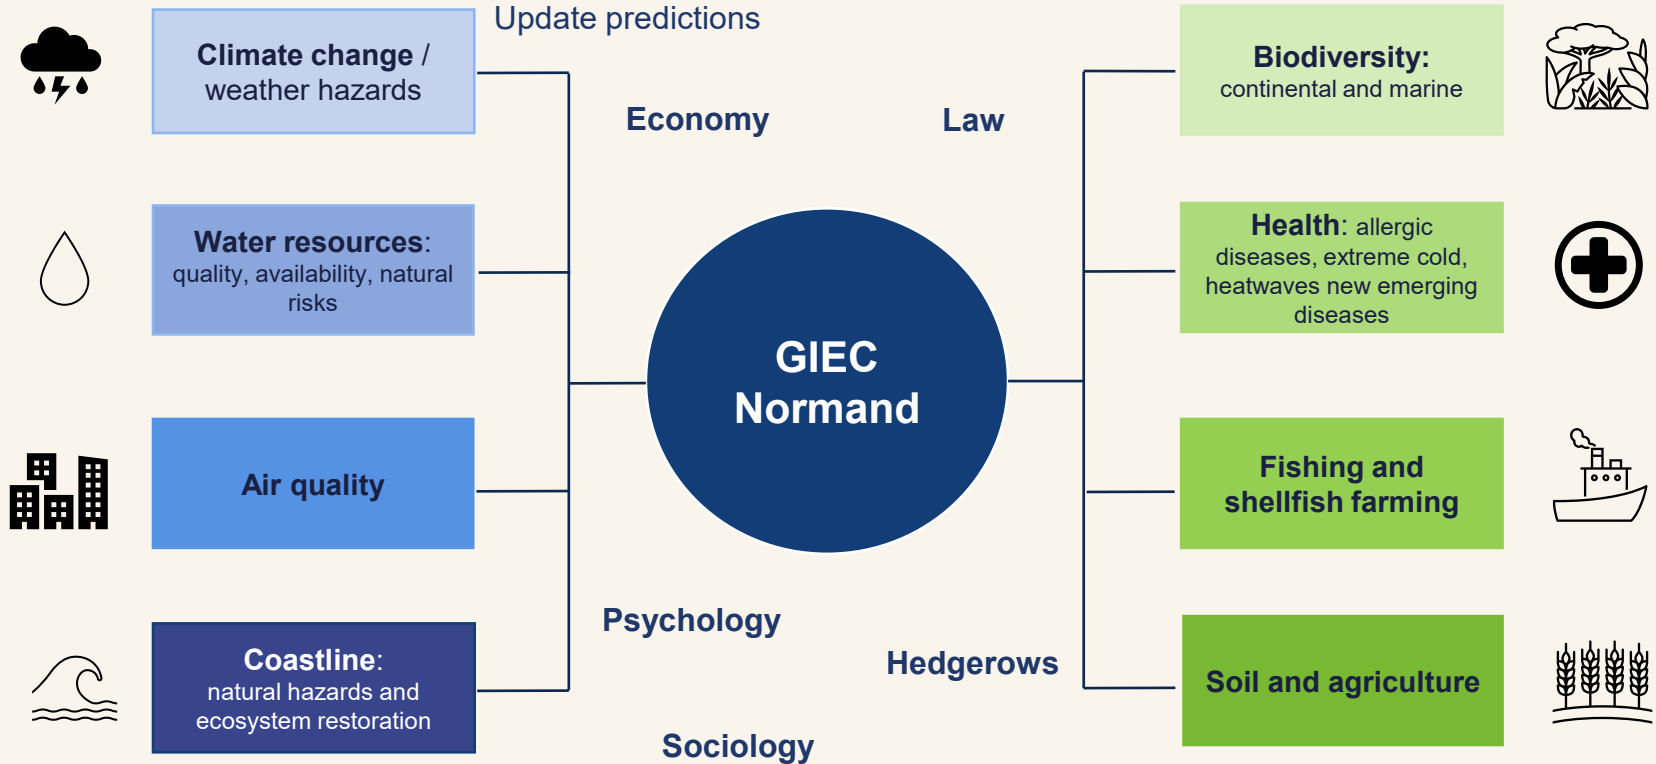 Update predictions
Climate change /
weather hazards
Economy
Law
Biodiversity:
continental and marine
Water resources:
quality, availability, natural
risks
Health: allergic
diseases, extreme cold,
heatwaves new emerging
diseases
GIEC
Normand
Air quality
Fishing and
shellfish farming
Psychology
Hedgerows
Coastline:
natural hazards and
ecosystem restoration
Soil and agriculture
Sociology